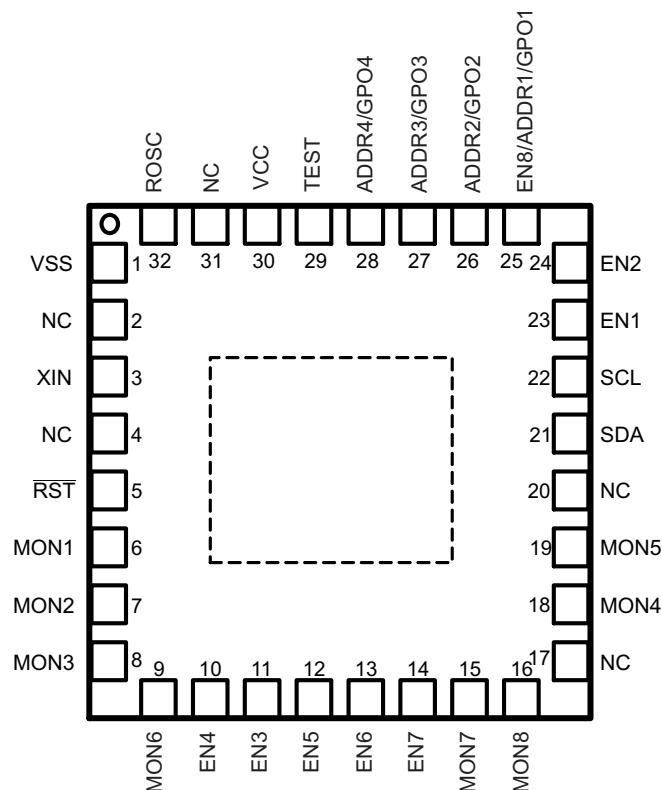 ROSC
NC
VCC
TEST
ADDR4/GPO4
ADDR3/GPO3
ADDR2/GPO2
EN8/ADDR1/GPO1
32 31 30 29 28 27 26 25
VSS 1 24 EN2
NC 2 23 EN1
XIN 3 22 SCL
NC 4 21 SDA
RST 5 20 NC
MON1 6 19 MON5
MON2 7 18 MON4
MON3 8 17 NC
9 10 11 12 13 14 15 16
MON6
EN4
EN3
EN5
EN6
EN7
MON7
MON8